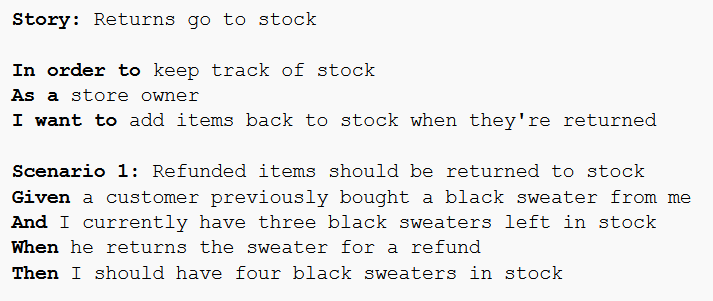 Story: Returns go to stock
In order to keep track of stock
As a store owner
I want to add items back to stock when they're returned
Scenario 1: Refunded items should be returned to stock
Given a customer previously bought a black sweater from me
And I currently have three black sweaters left in stock
When he returns the sweater for a refund
Then I should have four black sweaters in stock